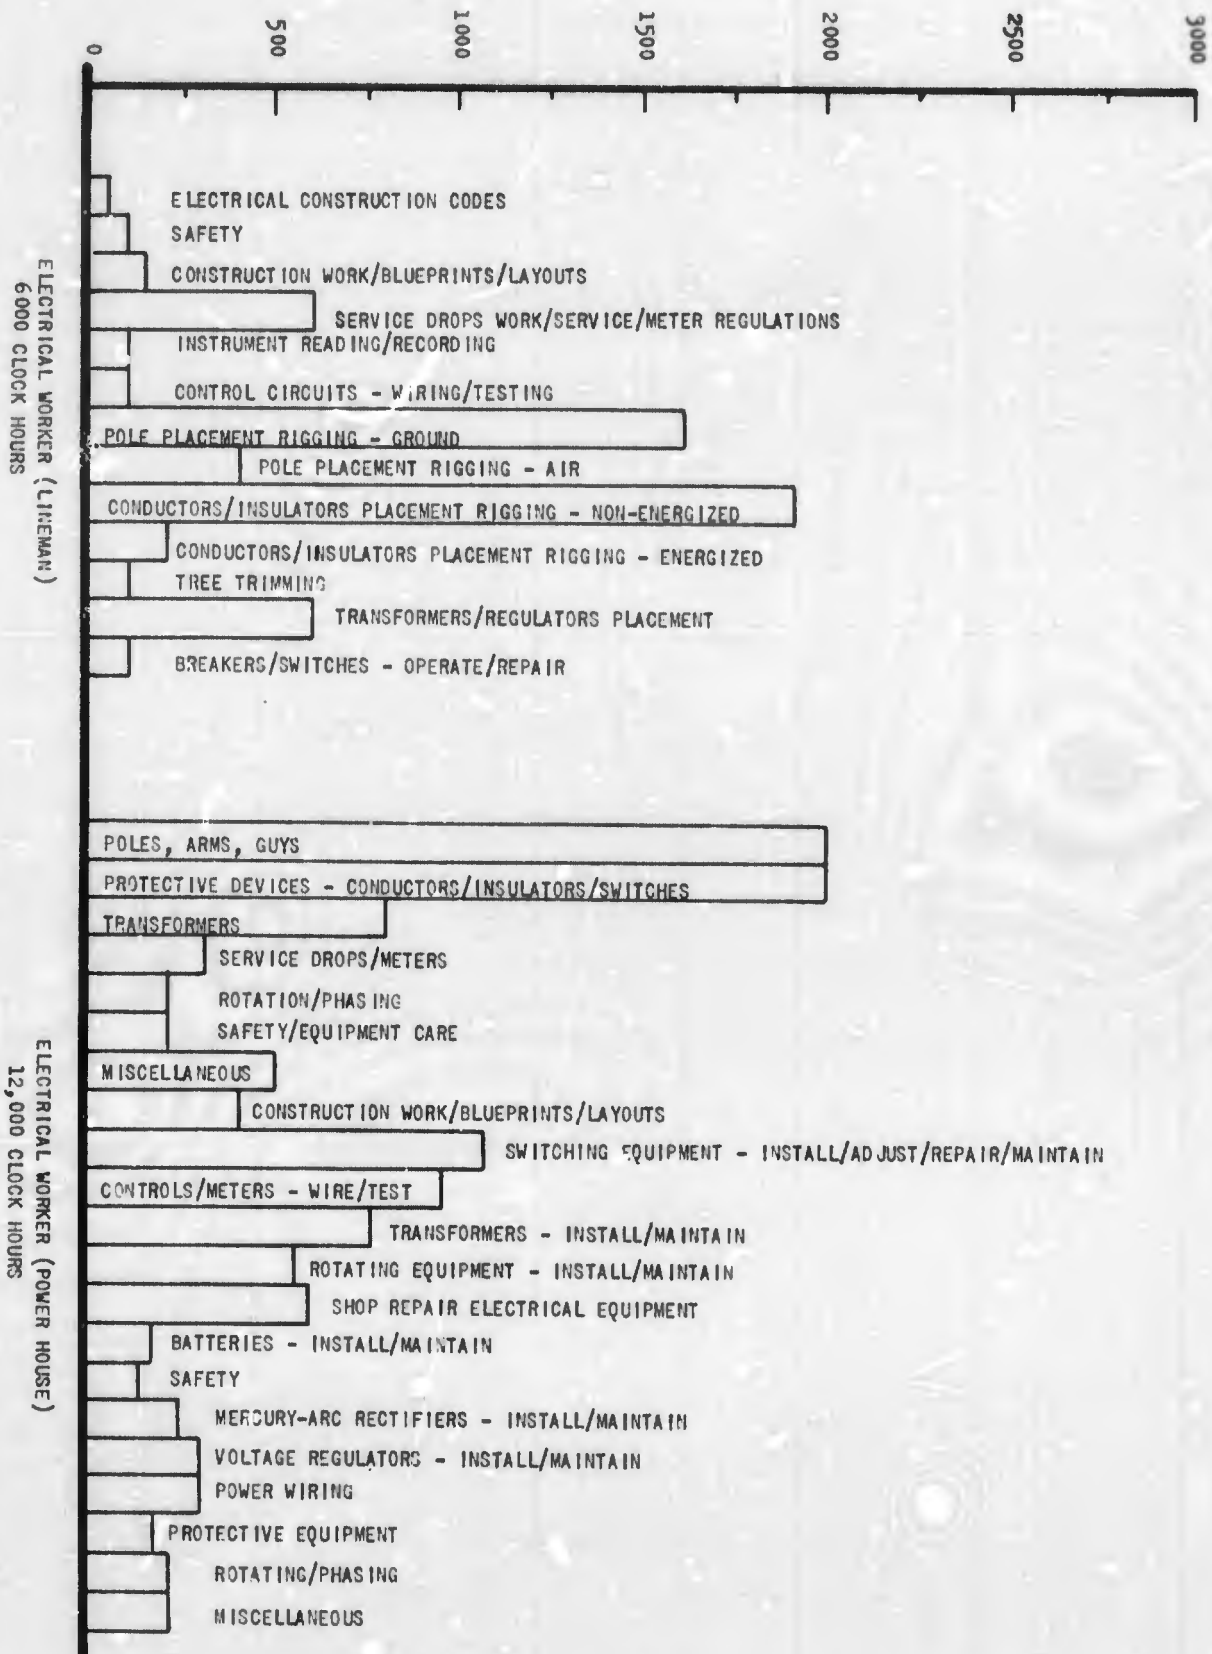 0
500
1000
1500
2000
2500
3000
ELECTRICAL WORKER (LINEMAN)
6000 CLOCK HOURS
ELECTRICAL CONSTRUCTION CODES
SAFETY
CONSTRUCTION WORK/BLUEPRINTS/LAYOUTS
SERVICE DROPS WORK/SERVICE/METER REGULATIONS
INSTRUMENT READING/RECORDING
CONTROL CIRCUITS - WIRING/TESTING
POLE PLACEMENT RIGGING - GROUND
POLE PLACEMENT RIGGING - AIR
CONDUCTORS/INSULATORS PLACEMENT RIGGING - NON-ENERGIZED
CONDUCTORS/INSULATORS PLACEMENT RIGGING - ENERGIZED
TREE TRIMMING
TRANSFORMERS/REGULATORS PLACEMENT
BREAKERS/SWITCHES - OPERATE/REPAIR
ELECTRICAL WORKER (POWER HOUSE)
12,000 CLOCK HOURS
POLES, ARMS, GUYS
PROTECTIVE DEVICES - CONDUCTORS/INSULATORS/SWITCHES
TRANSFORMERS
SERVICE DROPS/METERS
ROTATION/PHASING
SAFETY/EQUIPMENT CARE
MISCELLANEOUS
CONSTRUCTION WORK/BLUEPRINTS/LAYOUTS
SWITCHING EQUIPMENT - INSTALL/ADJUST/REPAIR/MAINTAIN
CONTROLS/METERS - WIRE/TEST
TRANSFORMERS - INSTALL/MAINTAIN
ROTATING EQUIPMENT - INSTALL/MAINTAIN
SHOP REPAIR ELECTRICAL EQUIPMENT
BATTERIES - INSTALL/MAINTAIN
SAFETY
MERCURY-ARC RECTIFIERS - INSTALL/MAINTAIN
VOLTAGE REGULATORS - INSTALL/MAINTAIN
POWER WIRING
PROTECTIVE EQUIPMENT
ROTATING/PHASING
MISCELLANEOUS